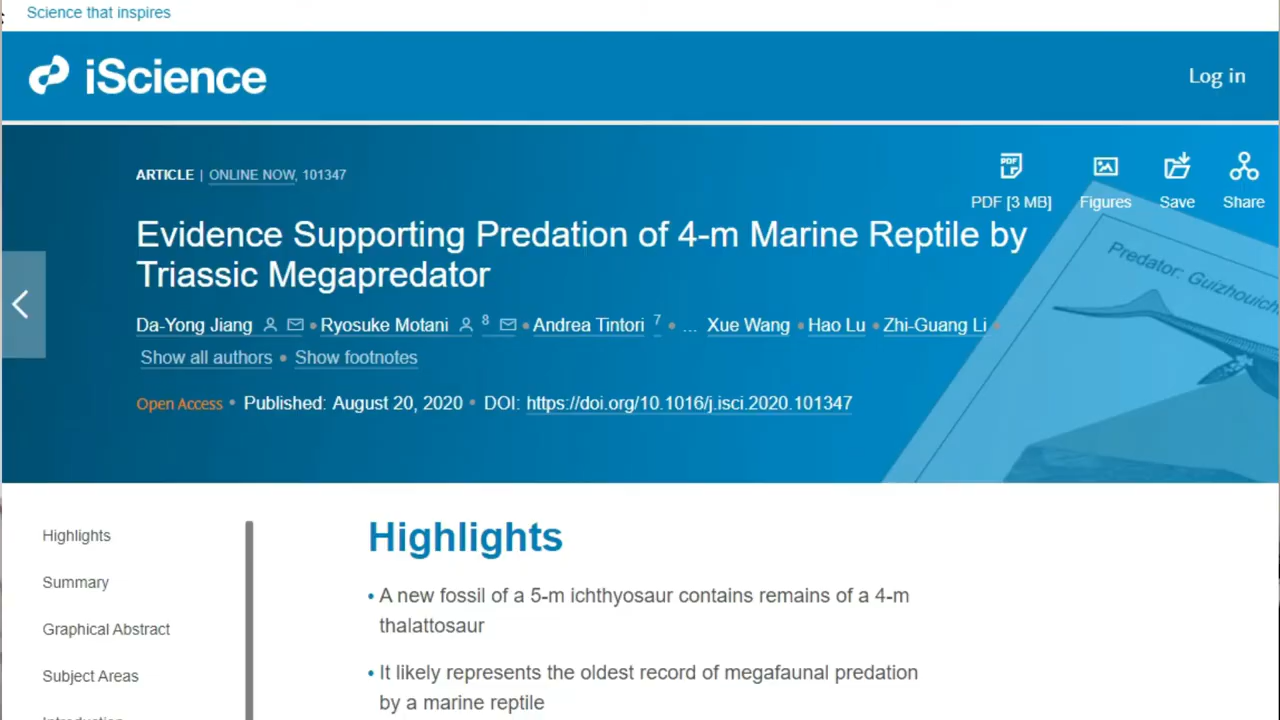 Science that inspires
iScience
Log in
ARTICLE | ONLINE NOW, 101347
PDF
PDF [3 MB]
Figures
Save
Share
Evidence Supporting Predation of 4-m Marine Reptile by
Triassic Megapredator
Predator: Guizhouich
Da-Yong Jiang • Ryosuke Motani 8 • Andrea Tintori 7 • ... Xue Wang • Hao Lu • Zhi-Guang Li •
Show all authors • Show footnotes
Open Access • Published: August 20, 2020 • DOI: https://doi.org/10.1016/j.isci.2020.101347
Highlights
Summary
Graphical Abstract
Subject Areas
Introduction
Highlights
• A new fossil of a 5-m ichthyosaur contains remains of a 4-m
thalattosaur
• It likely represents the oldest record of megafaunal predation
by a marine reptile